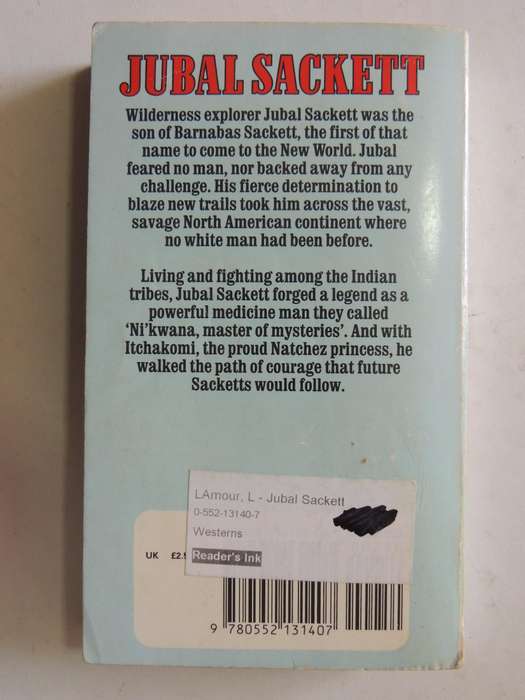 JUBAL SACKETT
Wilderness explorer Jubal Sackett was the
son of Barnabas Sackett, the first of that
name to come to the New World. Jubal
feared no man, nor backed away from any
challenge. His fierce determination to
blaze new trails took him across the vast,
savage North American continent where
no white man had been before.
Living and fighting among the Indian
tribes, Jubal Sackett forged a legend as a
powerful medicine man they called
‘Ni’kwana, master of mysteries’. And with
Itchakomi, the proud Natchez princess, he
walked the path of courage that future
Sacketts would follow.
LAmour, L - Jubal Sackett
0-552-13140-7
Westerns
Reader's Ink
UK
9 780552 131407